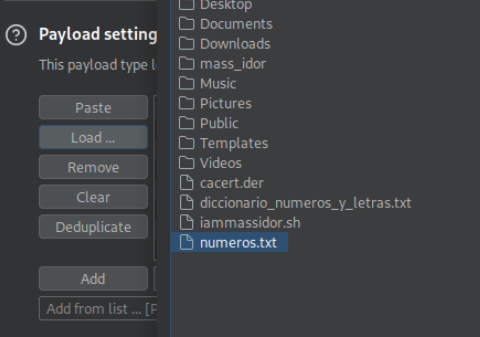 Payload setting
This payload type l
Paste
Load ...
Remove
Clear
Deduplicate
Add
Add from list ... [P
Desktop
Documents
Downloads
mass_idor
Music
Pictures
Public
Templates
Videos
cacert.der
diccionario_numeros_y_letras.txt
iammassidor.sh
numeros.txt